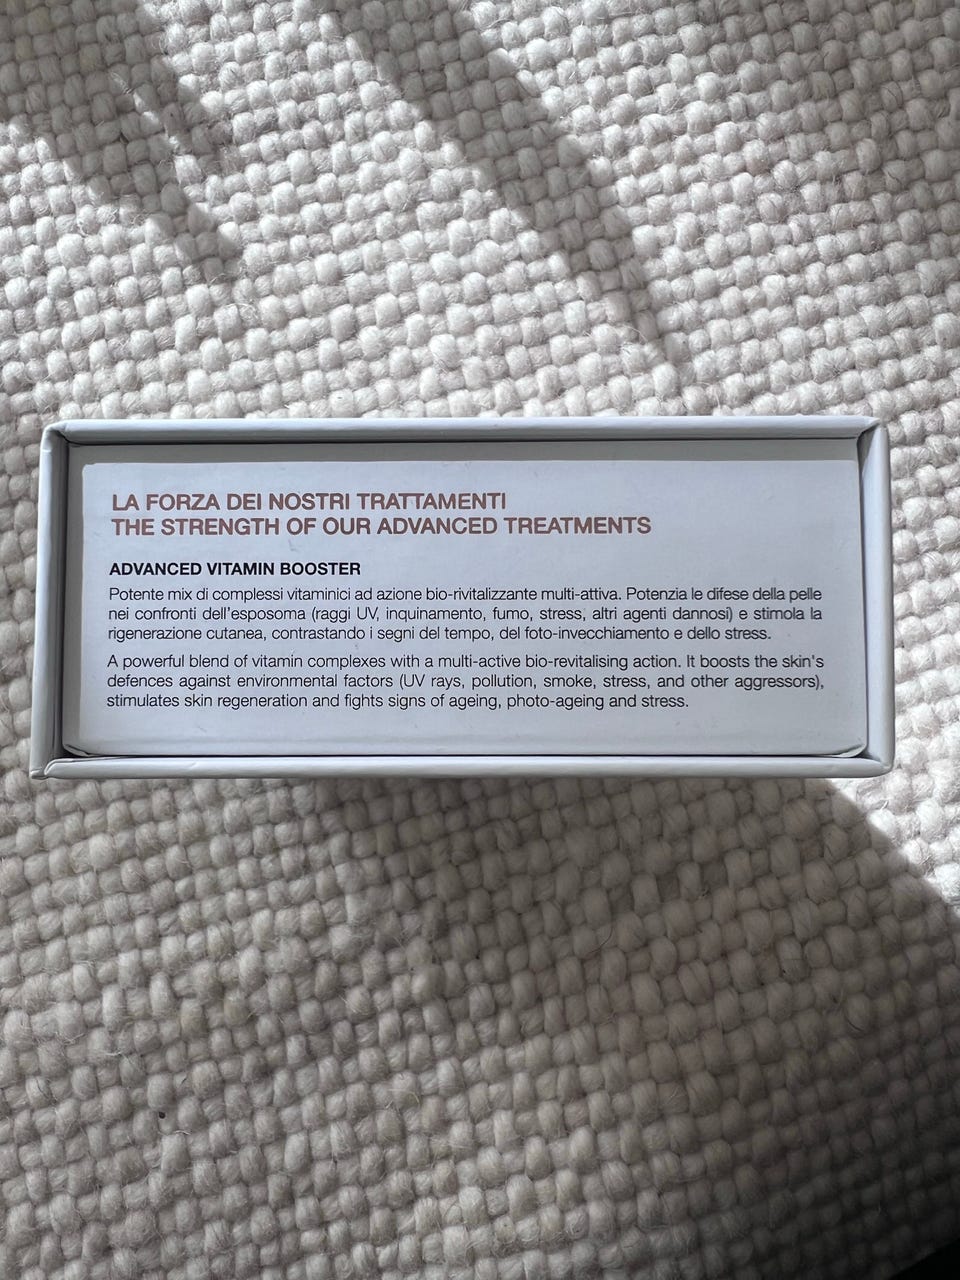 LA FORZA DEI NOSTRI TRATTAMENTI
THE STRENGTH OF OUR ADVANCED TREATMENTS
ADVANCED VITAMIN BOOSTER
Potente mix di complessi vitaminici ad azione bio-rivitalizzante multi-attiva. Potenzia le difese della pelle
nei confronti dell'esposoma (raggi UV, inquinamento, fumo, stress, altri agenti dannosi) e stimola la
rigenerazione cutanea, contrastando i segni del tempo, del foto-invecchiamento e dello stress.
A powerful blend of vitamin complexes with a multi-active bio-revitalising action. It boosts the skin's
defences against environmental factors (UV rays, pollution, smoke, stress, and other aggressors),
stimulates skin regeneration and fights signs of ageing, photo-ageing and stress.